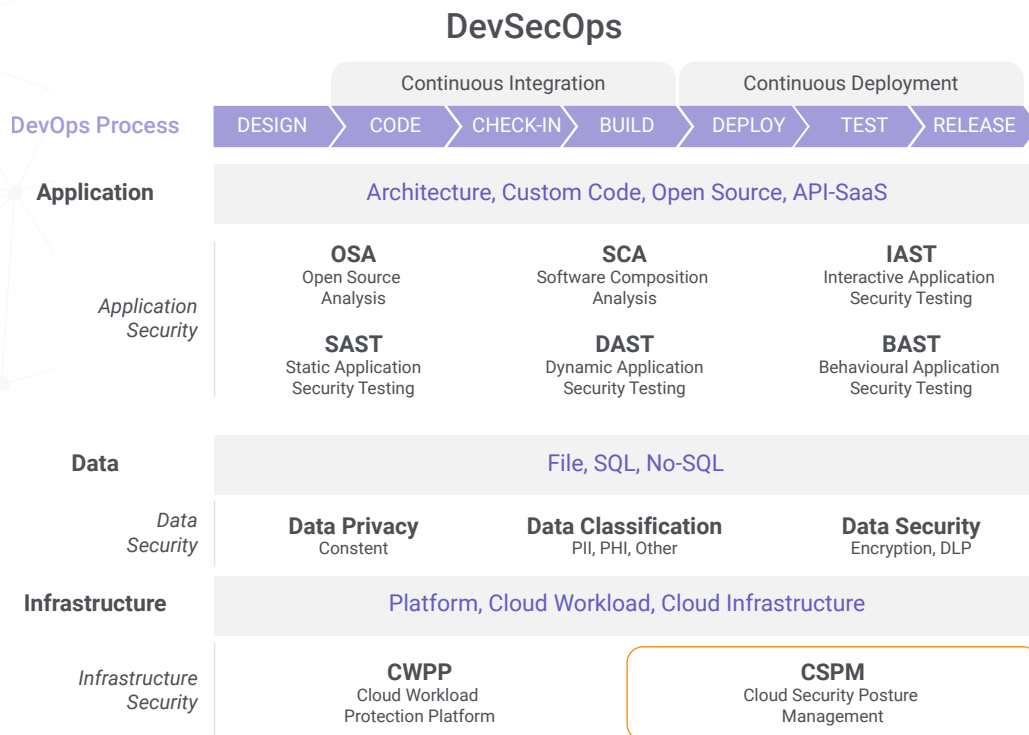 DevSecOps
Continuous Integration
Continuous Deployment
DevOps Process
DESIGN
CODE
CHECK-IN
BUILD
DEPLOY
TEST
RELEASE
Application
Architecture, Custom Code, Open Source, API-SaaS
Application
Security
OSA
Open Source
Analysis
SCA
Software Composition
Analysis
IAST
Interactive Application
Security Testing
SAST
Static Application
Security Testing
DAST
Dynamic Application
Security Testing
BAST
Behavioural Application
Security Testing
Data
File, SQL, No-SQL
Data
Security
Data Privacy
Constent
Data Classification
PII, PHI, Other
Data Security
Encryption, DLP
Infrastructure
Platform, Cloud Workload, Cloud Infrastructure
Infrastructure
Security
CWPP
Cloud Workload
Protection Platform
CSPM
Cloud Security Posture
Management